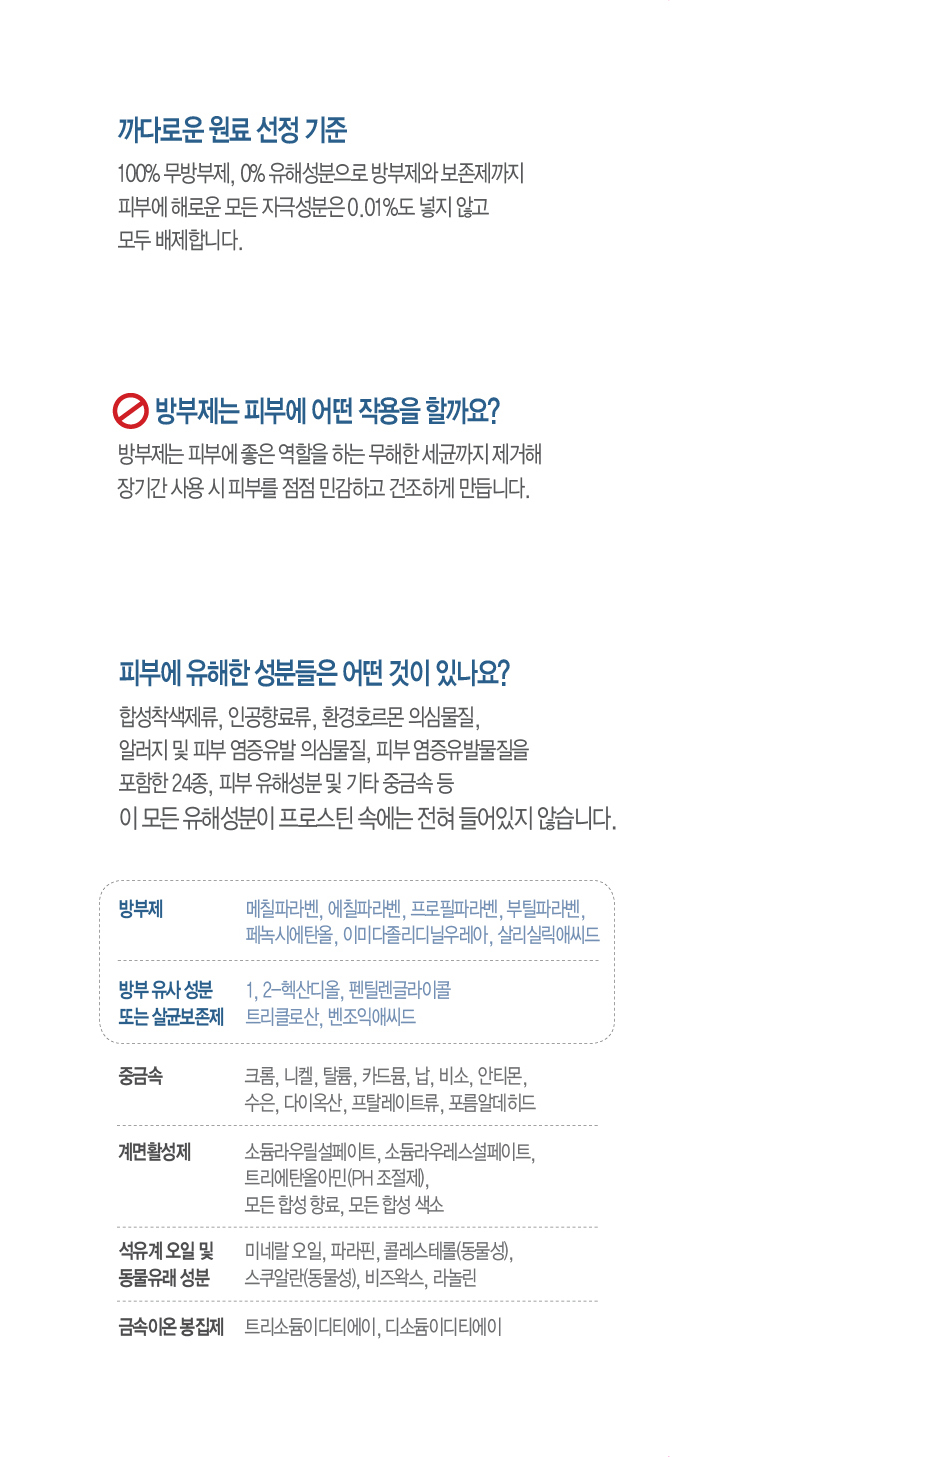 까다로운 원료 선정 기준
100% 무방부제, 0% 유해성분으로 방부제와 보존제까지
피부에 해로운 모든 자극성분은 0.01%도 넣지 않고
모두 배제합니다.
방부제는 피부에 어떤 작용을 할까요?
방부제는 피부에 좋은 역할을 하는 무해한 세균까지 제거해
장기간 사용 시 피부를 점점 민감하고 건조하게 만듭니다.
피부에 유해한 성분들은 어떤 것이 있나요?
합성착색제류, 인공향료류, 환경호르몬 의심물질,
알러지 및 피부 염증유발 의심물질, 피부 염증유발물질을
포함한 24종, 피부 유해성분 및 기타 중금속 등
이 모든 유해성분이 프로스틴 속에는 전혀 들어있지 않습니다.
방부제 메칠파라벤, 에칠파라벤, 프로필파라벤, 부틸파라벤,
페녹시에탄올, 이미다졸리디닐우레아, 살리실릭애씨드
방부 유사 성분 1, 2-헥산디올, 펜틸렌글라이콜
또는 살균보존제 트리클로산, 벤조익애씨드
중금속 크롬, 니켈, 탈륨, 카드뮴, 납, 비소, 안티몬,
수은, 다이옥산, 프탈레이트류, 포름알데히드
계면활성제 소듐라우릴설페이트, 소듐라우레스설페이트,
트리에탄올아민(PH 조절제),
모든 합성 향료, 모든 합성 색소
석유계 오일 및 미네랄 오일, 파라핀, 콜레스테롤(동물성),
동물유래 성분 스쿠알란(동물성), 비즈왁스, 라놀린
금속이온 봉집제 트리소듐이디티에이, 디소듐이디티에이